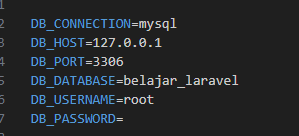 DB_CONNECTION=mysql
DB_HOST=127.0.0.1
DB_PORT=3306
DB_DATABASE=belajar_laravel
DB_USERNAME=root
DB_PASSWORD=